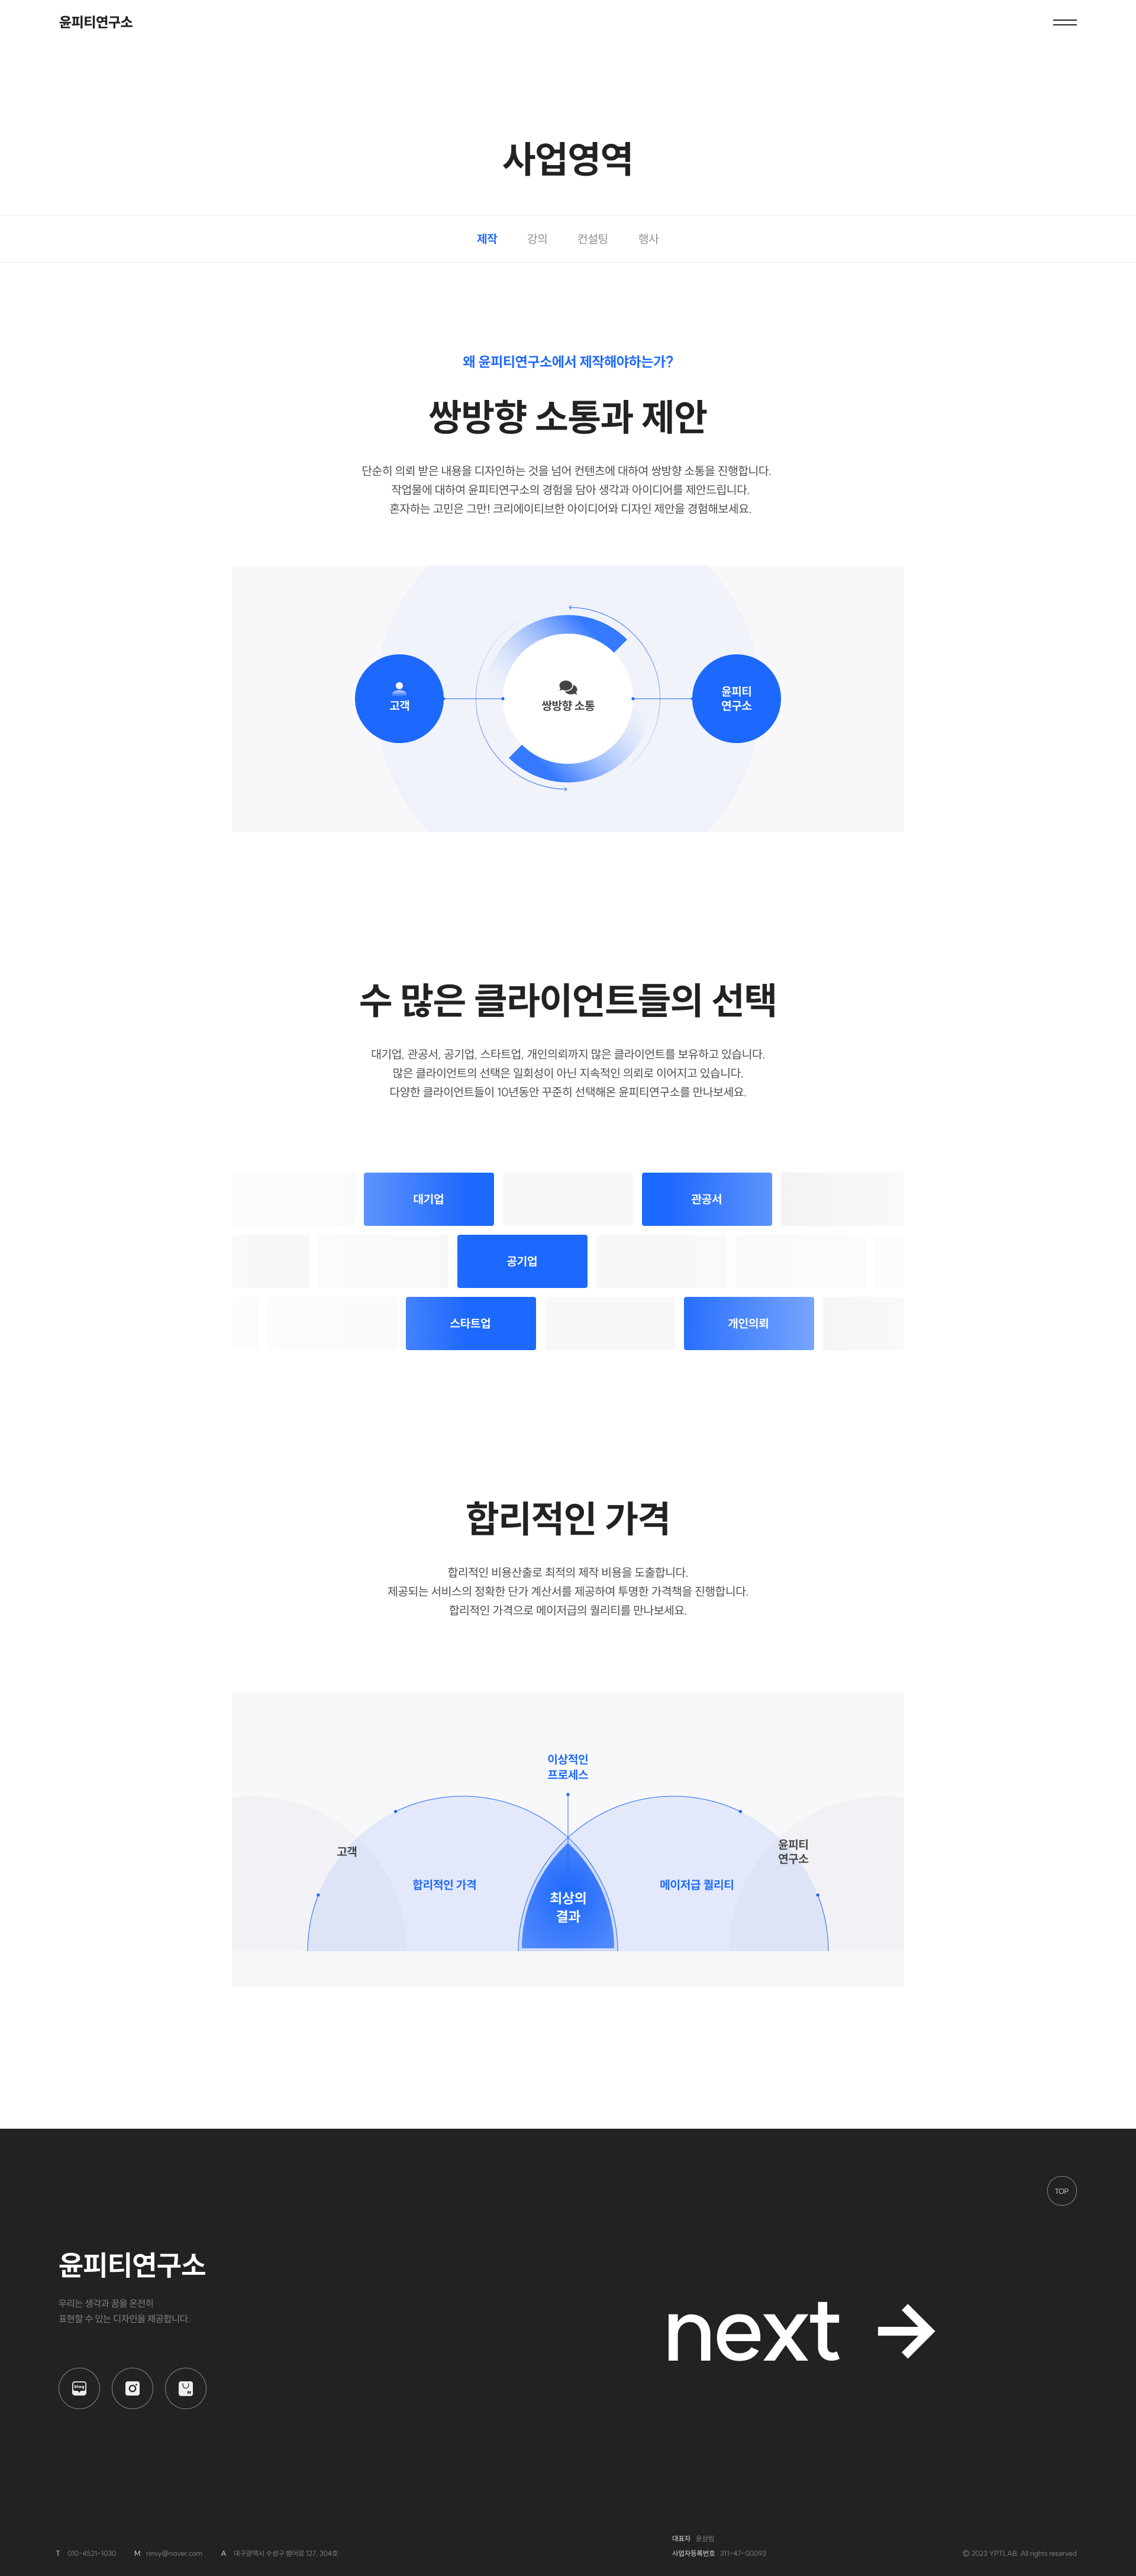 윤피티연구소
사업영역
제작 강의 컨설팅 행사
왜 윤피티연구소에서 제작해야하는가?
쌍방향 소통과 제안
단순히 의뢰 받은 내용을 디자인하는 것을 넘어 컨텐츠에 대하여 쌍방향 소통을 진행합니다.
작업물에 대하여 윤피티연구소의 경험을 담아 생각과 아이디어를 제안드립니다.
혼자하는 고민은 그만! 크리에이티브한 아이디어와 디자인 제안을 경험해보세요.
고객
쌍방향 소통
윤피티
연구소
수 많은 클라이언트들의 선택
대기업, 관공서, 공기업, 스타트업, 개인의뢰까지 많은 클라이언트를 보유하고 있습니다.
많은 클라이언트의 선택은 일회성이 아닌 지속적인 의뢰로 이어지고 있습니다.
다양한 클라이언트들이 10년동안 꾸준히 선택해온 윤피티연구소를 만나보세요.
대기업 관공서
공기업
스타트업 개인의뢰
합리적인 가격
합리적인 비용산출로 최적의 제작 비용을 도출합니다.
제공되는 서비스의 정확한 단가 계산서를 제공하여 투명한 가격책을 진행합니다.
합리적인 가격으로 메이저급의 퀄리티를 만나보세요.
이상적인
프로세스
고객
윤피티
연구소
합리적인 가격
메이저급 퀄리티
최상의
결과
TOP
윤피티연구소
우리는 생각과 꿈을 온전히
표현할 수 있는 디자인을 제공합니다.
next
blog
N
대표자 윤상림
T 010-4521-1030 M rimiy@naver.com A 대구광역시 수성구 범어로 127, 304호
사업자등록번호 311-47-00093
© 2023 YPTLAB. All rights reserved